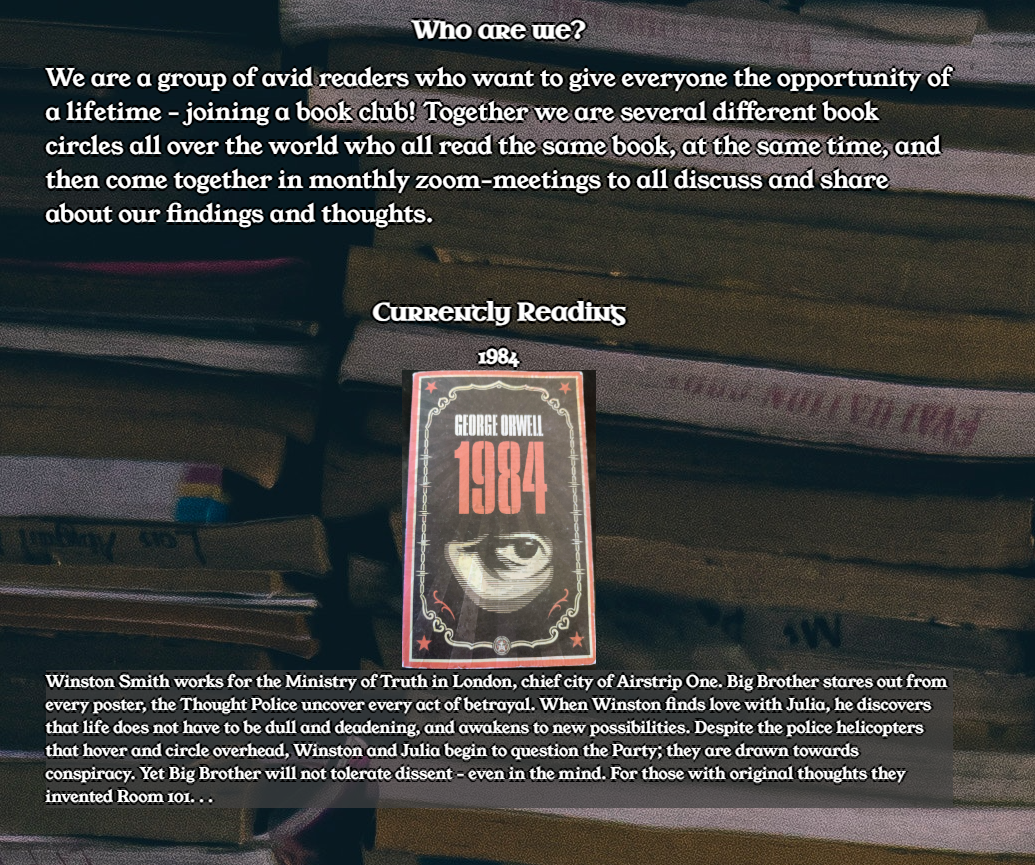 Who are we?
We are a group of avid readers who want to give everyone the opportunity of
a lifetime - joining a book club! Together we are several different book
circles all over the world who all read the same book, at the same time, and
then come together in monthly zoom-meetings to all discuss and share
about our findings and thoughts.
Currently Reading
1984
GEORGE ORWELL
1984
Winston Smith works for the Ministry of Truth in London, chief city of Airstrip One. Big Brother stares out from
every poster, the Thought Police uncover every act of betrayal. When Winston finds love with Julia, he discovers
that life does not have to be dull and deadening, and awakens to new possibilities. Despite the police helicopters
that hover and circle overhead, Winston and Julia begin to question the Party; they are drawn towards
conspiracy. Yet Big Brother will not tolerate dissent - even in the mind. For those with original thoughts they
invented Room 101. . .